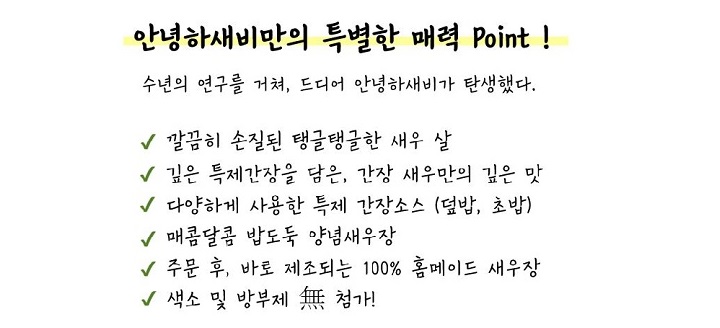 안녕하새비만의 특별한 매력 Point !
수년의 연구를 거쳐, 드디어 안녕하새비가 탄생했다.
✓ 깔끔히 손질된 탱글탱글한 새우 살
✓ 깊은 특제간장을 담은, 간장 새우만의 깊은 맛
✓ 다양하게 사용한 특제 간장소스 (덮밥, 초밥)
✓ 매콤달콤 밥도둑 양념새우장
✓ 주문 후, 바로 제조되는 100% 홈메이드 새우장
✓ 색소 및 방부제 無 첨가!